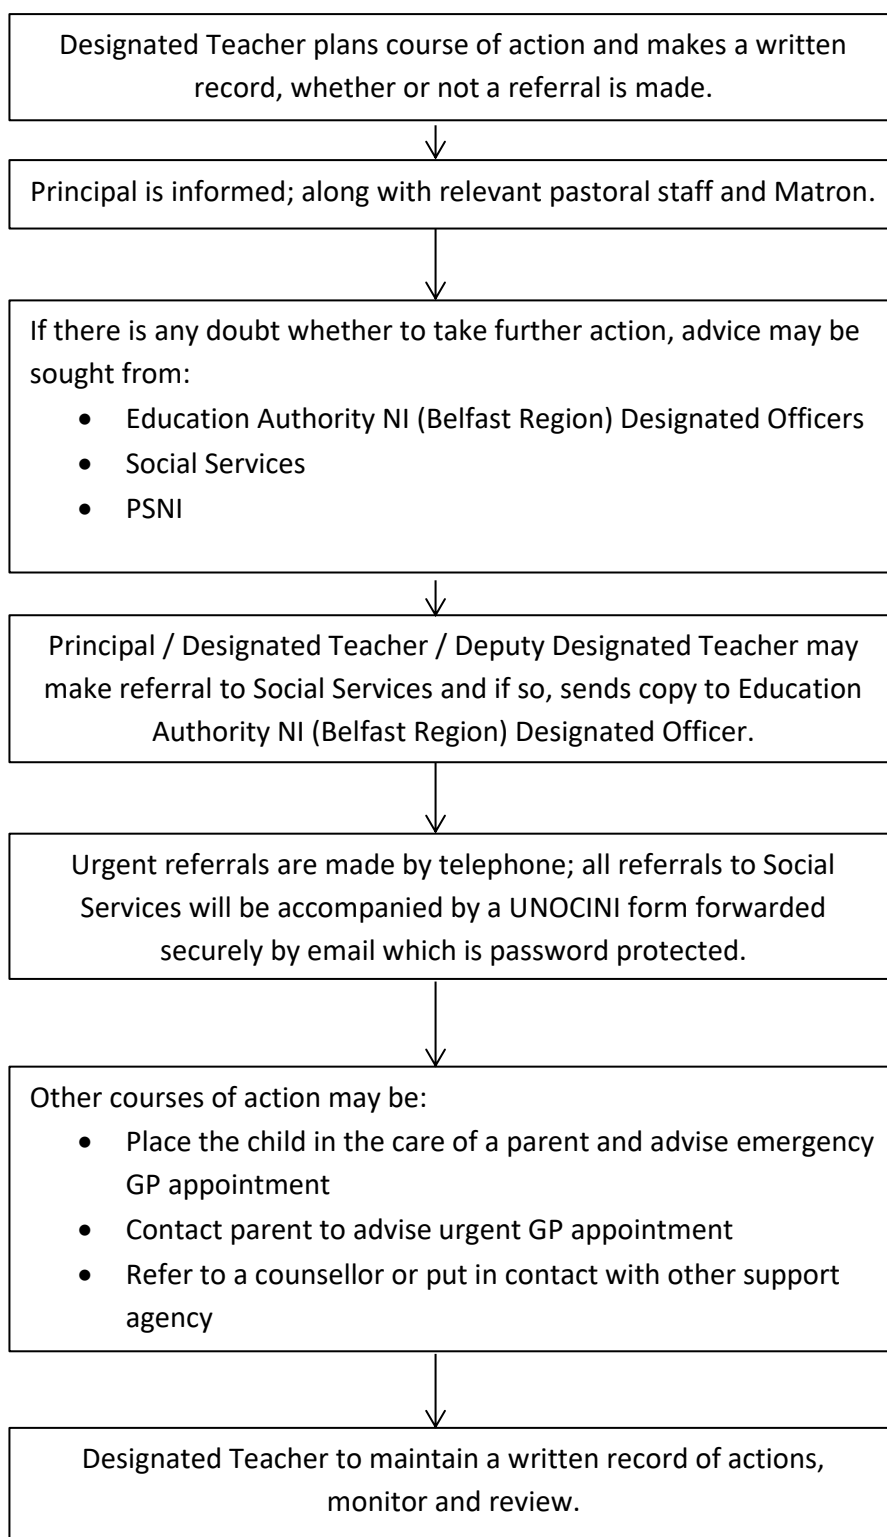 Designated Teacher plans course of action and makes a written
record, whether or not a referral is made.
Principal is informed; along with relevant pastoral staff and Matron.
If there is any doubt whether to take further action, advice may be
sought from:
• Education Authority NI (Belfast Region) Designated Officers
• Social Services
• PSNI
Principal / Designated Teacher / Deputy Designated Teacher may
make referral to Social Services and if so, sends copy to Education
Authority NI (Belfast Region) Designated Officer.
Urgent referrals are made by telephone; all referrals to Social
Services will be accompanied by a UNOCINI form forwarded
securely by email which is password protected.
Other courses of action may be:
• Place the child in the care of a parent and advise emergency
GP appointment
• Contact parent to advise urgent GP appointment
• Refer to a counsellor or put in contact with other support
agency
Designated Teacher to maintain a written record of actions,
monitor and review.